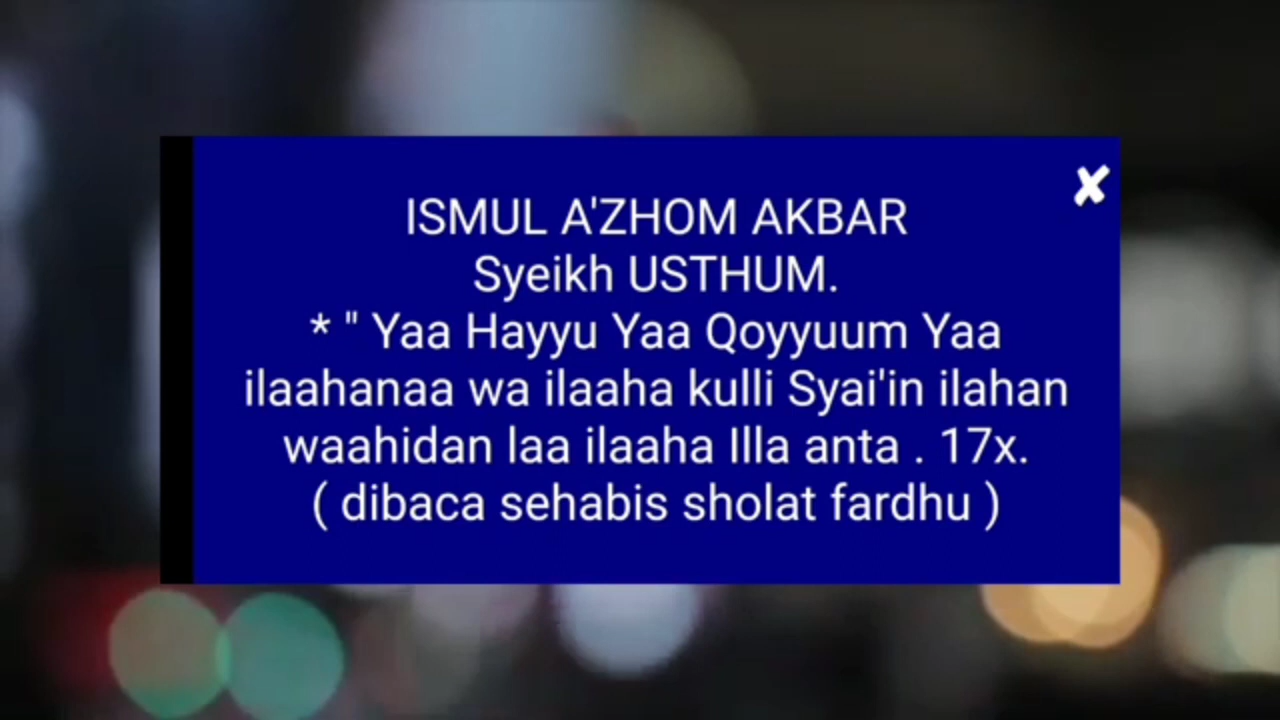 ISMUL A'ZHOM AKBAR
Syeikh USTHUM.
* " Yaa Hayyu Yaa Qoyyuum Yaa
ilaahanaa wa ilaaha kulli Syai'in ilahan
waahidan laa ilaaha Illa anta . 17x.
( dibaca sehabis sholat fardhu )